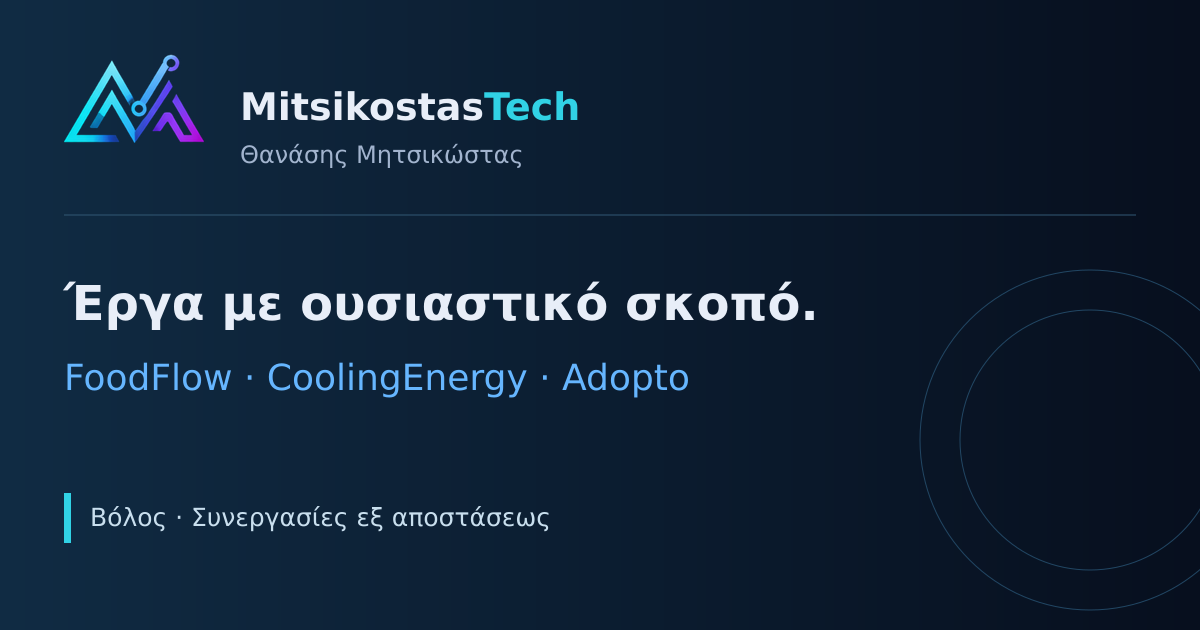 MitsikostasTech
Θανάσης Μητσικώστας
Έργα με ουσιαστικό σκοπό.
FoodFlow · CoolingEnergy · Adopto
Βόλος · Συνεργασίες εξ αποστάσεως